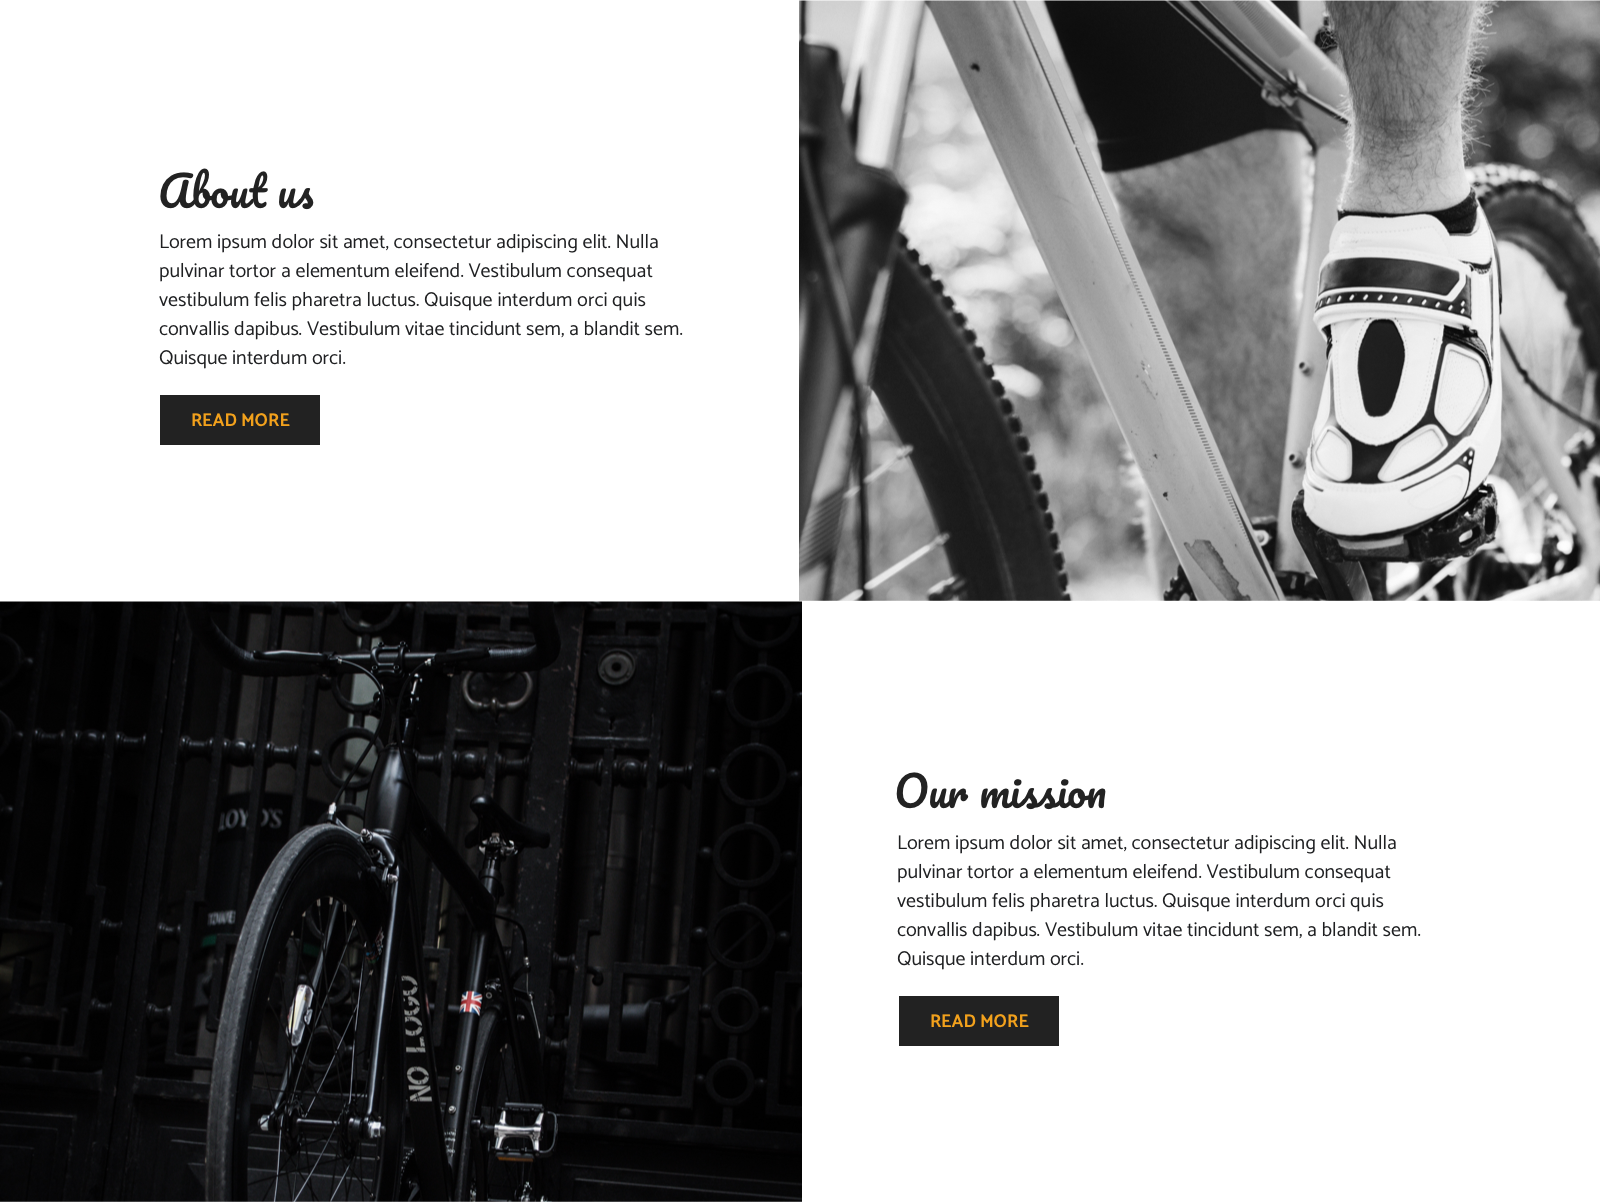 About us
Lorem ipsum dolor sit amet, consectetur adipiscing elit. Nulla
pulvinar tortor a elementum eleifend. Vestibulum consequat
vestibulum felis pharetra luctus. Quisque interdum orci quis
convallis dapibus. Vestibulum vitae tincidunt sem, a blandit sem.
Quisque interdum orci.
READ MORE
LOYD'S
NO LOGO
Our mission
Lorem ipsum dolor sit amet, consectetur adipiscing elit. Nulla
pulvinar tortor a elementum eleifend. Vestibulum consequat
vestibulum felis pharetra luctus. Quisque interdum orci quis
convallis dapibus. Vestibulum vitae tincidunt sem, a blandit sem.
Quisque interdum orci.
READ MORE